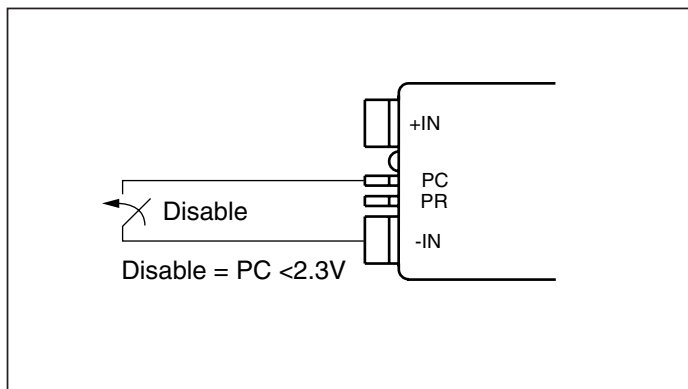 +IN
PC
PR
Disable
-IN
Disable = PC <2.3V